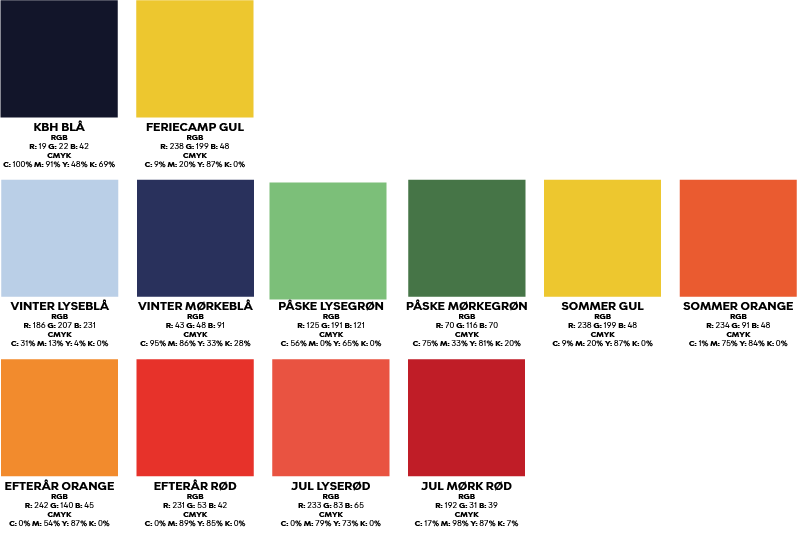 KBH BLÅ
RGB
R: 19 G: 22 B: 42
CMYK
C: 100% M: 91% Y: 48% K: 69%
FERIECAMP GUL
RGB
R: 238 G: 199 B: 48
CMYK
C: 9% M: 20% Y: 87% K: 0%
VINTER LYSEBLÅ
RGB
R: 186 G: 207 B: 231
CMYK
C: 31% M: 13% Y: 4% K: 0%
VINTER MØRKEBLÅ
RGB
R: 43 G: 48 B: 91
CMYK
C: 95% M: 86% Y: 33% K: 28%
PÅSKE LYSEGRØN
RGB
R: 125 G: 191 B: 121
CMYK
C: 56% M: 0% Y: 65% K: 0%
PÅSKE MØRKEGRØN
RGB
R: 70 G: 116 B: 70
CMYK
C: 75% M: 33% Y: 81% K: 20%
SOMMER GUL
RGB
R: 238 G: 199 B: 48
CMYK
C: 9% M: 20% Y: 87% K: 0%
SOMMER ORANGE
RGB
R: 234 G: 91 B: 48
CMYK
C: 1% M: 75% Y: 84% K: 0%
EFTERÅR ORANGE
RGB
R: 242 G: 140 B: 45
CMYK
C: 0% M: 54% Y: 87% K: 0%
EFTERÅR RØD
RGB
R: 231 G: 53 B: 42
CMYK
C: 0% M: 89% Y: 85% K: 0%
JUL LYSERØD
RGB
R: 233 G: 83 B: 65
CMYK
C: 0% M: 79% Y: 73% K: 0%
JUL MØRK RØD
RGB
R: 192 G: 31 B: 39
CMYK
C: 17% M: 98% Y: 87% K: 7%